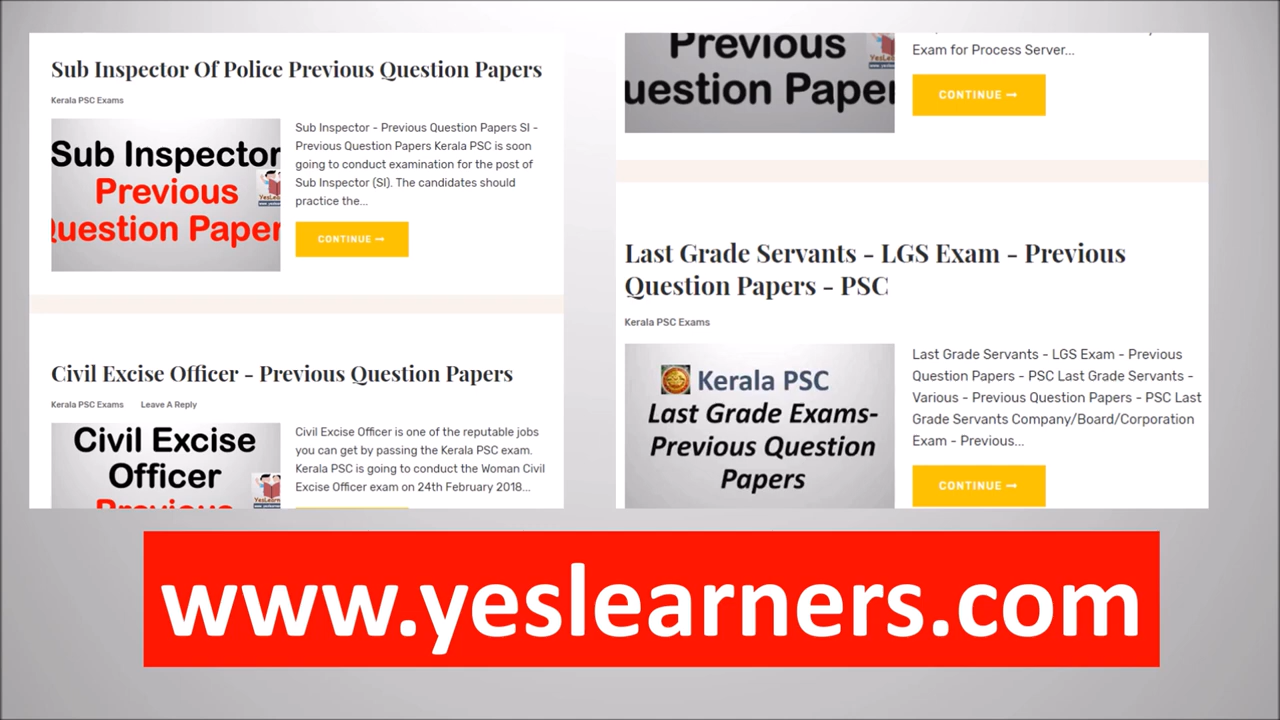 Sub Inspector Of Police Previous Question Papers
Kerala PSC Exams
Sub Inspector
Previous
Question Paper
Sub Inspector - Previous Question Papers SI -
Previous Question Papers Kerala PSC is soon
going to conduct examination for the post of
Sub Inspector (SI). The candidates should
practice the...
CONTINUE →
Civil Excise Officer - Previous Question Papers
Kerala PSC Exams Leave A Reply
Civil Excise
Officer
Previous
YesLearn
Civil Excise Officer is one of the reputable jobs
you can get by passing the Kerala PSC exam.
Kerala PSC is going to conduct the Woman Civil
Excise Officer exam on 24th February 2018...
Previous
uestion Paper
Exam for Process Server...
CONTINUE →
Last Grade Servants - LGS Exam - Previous
Question Papers - PSC
Kerala PSC Exams
Kerala PSC
Last Grade Exams-
Previous Question
Papers
Last Grade Servants - LGS Exam - Previous
Question Papers - PSC Last Grade Servants -
Various - Previous Question Papers - PSC Last
Grade Servants Company/Board/Corporation
Exam - Previous...
CONTINUE →
www.yeslearners.com